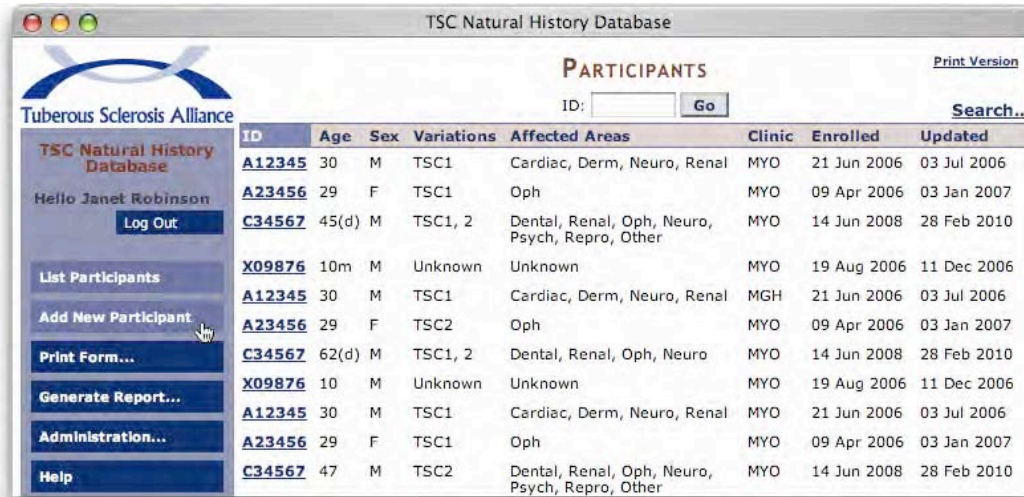 TSC Natural History Database
Tuberous Sclerosis Alliance
PARTICIPANTS
Print Version
ID: Go
Search...
TSC Natural History
Database
Hello Janet Robinson
Log Out
List Participants
Add New Participant
Print Form...
Generate Report...
Administration...
Help
ID Age Sex Variations Affected Areas Clinic Enrolled Updated
A12345 30 M TSC1 Cardiac, Derm, Neuro, Renal MYO 21 Jun 2006 03 Jul 2006
A23456 29 F TSC1 Oph MYO 09 Apr 2006 03 Jan 2007
C34567 45(d) M TSC1, 2 Dental, Renal, Oph, Neuro, MYO 14 Jun 2008 28 Feb 2010
Psych, Repro, Other
X09876 10m M Unknown Unknown MYO 19 Aug 2006 11 Dec 2006
A12345 30 M TSC1 Cardiac, Derm, Neuro, Renal MGH 21 Jun 2006 03 Jul 2006
A23456 29 F TSC2 Oph MYO 09 Apr 2006 03 Jan 2007
C34567 62(d) M TSC1, 2 Dental, Renal, Oph, Neuro MYO 14 Jun 2008 28 Feb 2010
X09876 10 M Unknown Unknown MYO 19 Aug 2006 11 Dec 2006
A12345 30 M TSC1 Cardiac, Derm, Neuro, Renal MYO 21 Jun 2006 03 Jul 2006
A23456 29 F TSC1 Oph MYO 09 Apr 2006 03 Jan 2007
C34567 47 M TSC2 Dental, Renal, Oph, Neuro, MYO 14 Jun 2008 28 Feb 2010
Psych, Repro, Other